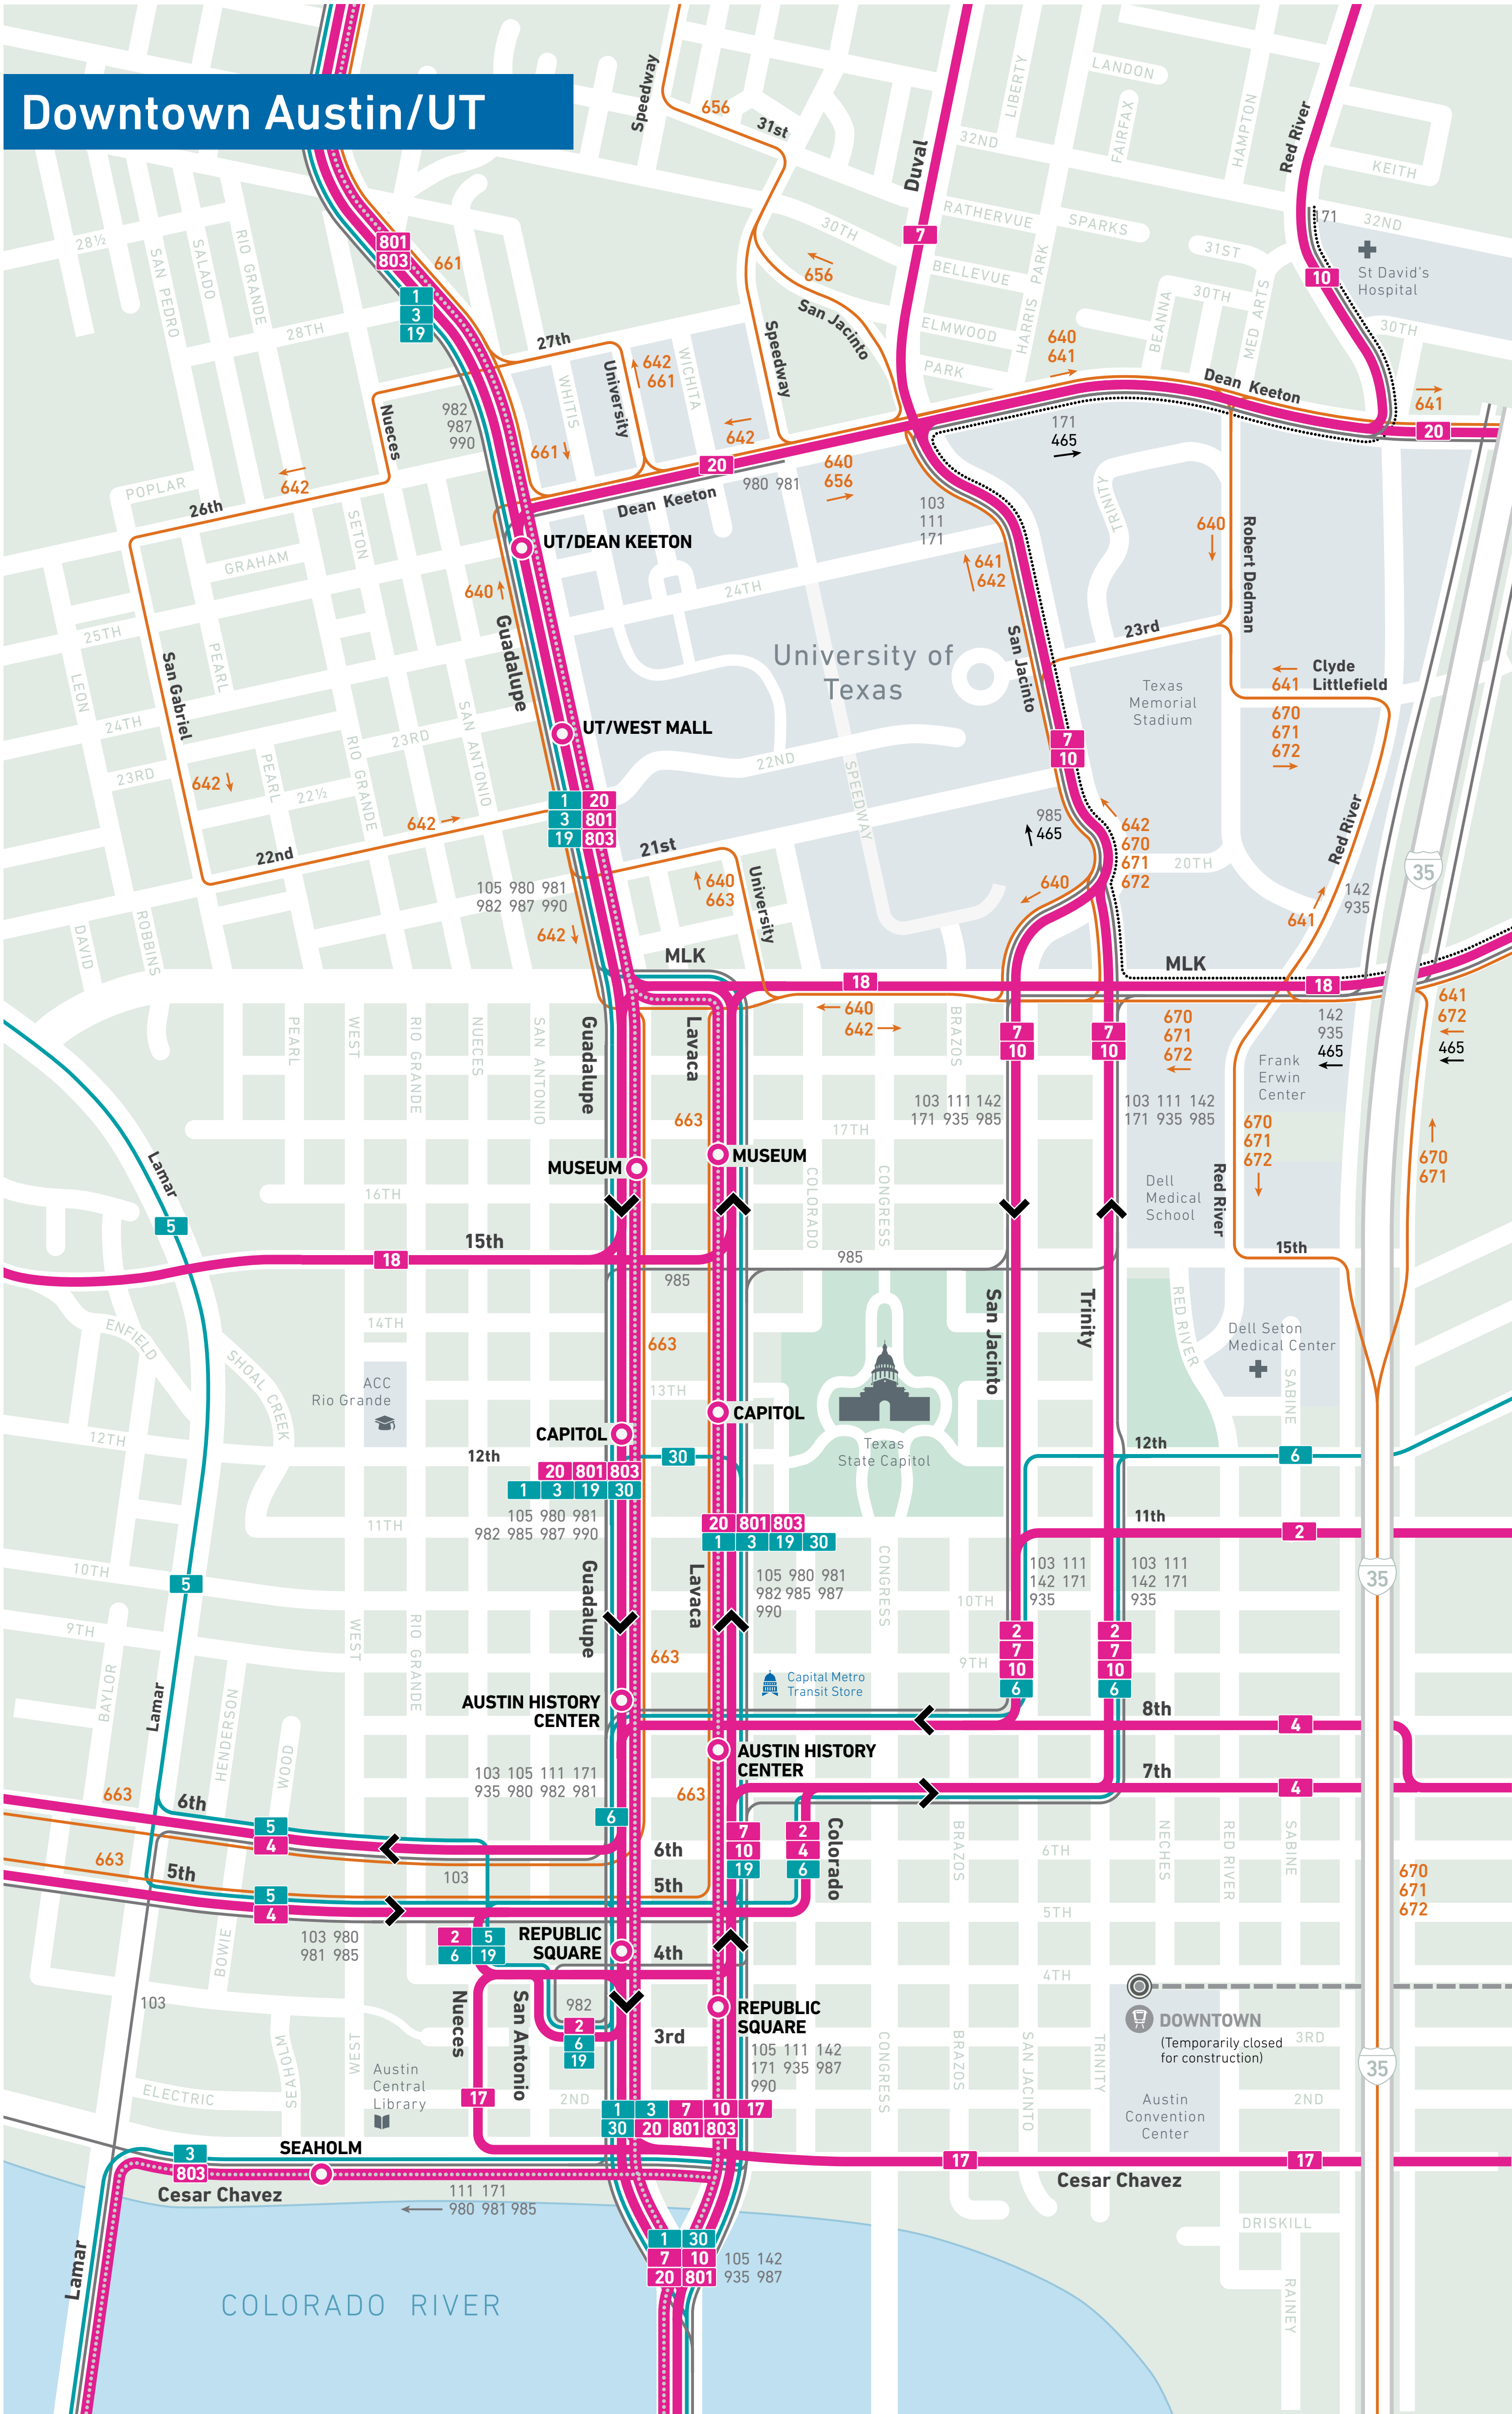 Downtown Austin/UT
Speedway
656
31st
LANDON
LIBERTY
FAIRFAX
HAMPTON
Red River
32ND
KEITH
Duval
28½
SAN PEDRO
SALADO
RIO GRANDE
801
803
661
30TH
656
7
RATHERVUE
SPARKS
171
32ND
31ST
St David's
Hospital
10
BELLEVUE
HARRIS PARK
30TH
BEANNA
MED ARTS
30TH
1
3
19
28TH
27th
Speedway
San Jacinto
ELMWOOD
PARK
640
641
Dean Keeton
641
20
Nueces
WHITIS
University
642
661
WICHITA
642
982
987
990
661
20
640
656
171
465
642
POPLAR
26th
980 981
Dean Keeton
103
111
171
TRINITY
640
Robert Dedman
SETON
GRAHAM
UT/DEAN KEETON
640
24TH
641
642
25TH
Guadalupe
University of
Texas
San Jacinto
23rd
LEON
San Gabriel
PEARL
SAN ANTONIO
Texas
Memorial
Stadium
641
Clyde
Littlefield
670
671
672
24TH
UT/WEST MALL
23RD
RIO GRANDE
7
10
23RD
642
PEARL
22½
22ND
SPEEDWAY
1
20
3
801
19
803
642
22nd
21st
985
465
642
670
671
672
20TH
Red River
35
105 980 981
982 987 990
640
663
University
640
142
935
641
DAVID
ROBBINS
642
MLK
18
MLK
18
640
642
641
672
465
PEARL
WEST
RIO GRANDE
NUECES
SAN ANTONIO
Guadalupe
Lavaca
BRAZOS
7
10
7
10
670
671
672
142
935
465
Frank
Erwin
Center
663
103 111 142
171 935 985
103 111 142
171 935 985
17TH
670
671
672
670
671
Lamar
MUSEUM
MUSEUM
16TH
COLORADO
CONGRESS
Dell
Medical
School
Red River
5
15th
18
985
985
15th
San Jacinto
Trinity
RED RIVER
ENFIELD
SHOAL CREEK
14TH
663
Dell Seton
Medical Center
ACC
Rio Grande
13TH
SABINE
CAPITOL
CAPITOL
12TH
12th
30
Texas
State Capitol
12th
6
20 801 803
1 3 19 30
105 980 981
982 985 987 990
11TH
20 801 803
1 3 19 30
11th
2
10TH
5
Guadalupe
Lavaca
105 980 981
982 985 987
990
CONGRESS
10TH
103 111
142 171
935
103 111
142 171
935
35
9TH
WEST
RIO GRANDE
663
2
7
10
6
2
7
10
6
9TH
Capital Metro
Transit Store
BAYLOR
Lamar
HENDERSON
AUSTIN HISTORY
CENTER
8th
4
WOOD
AUSTIN HISTORY
CENTER
103 105 111 171
935 980 982 981
663
7th
4
663
6th
5
4
6
7
10
19
2
4
6
Colorado
BRAZOS
NECHES
RED RIVER
SABINE
6th
6TH
663
5th
5
4
103
5th
670
671
672
5TH
103 980
981 985
BOWIE
2 5
6 19
REPUBLIC
SQUARE
4th
4TH
103
Nueces
San Antonio
982
2
6
19
REPUBLIC
SQUARE
3rd
DOWNTOWN
(Temporarily closed
for construction)
3RD
SEAHOLM
WEST
105 111 142
171 935 987
990
CONGRESS
BRAZOS
SAN JACINTO
TRINITY
35
Austin
Central
Library
ELECTRIC
17
2ND
2ND
Austin
Convention
Center
1 3 7 10 17
30 20 801 803
3
803
SEAHOLM
17
17
Cesar Chavez
Cesar Chavez
111 171
980 981 985
Lamar
DRISKILL
1 30
7 10
20 801
105 142
935 987
RAINEY
COLORADO RIVER